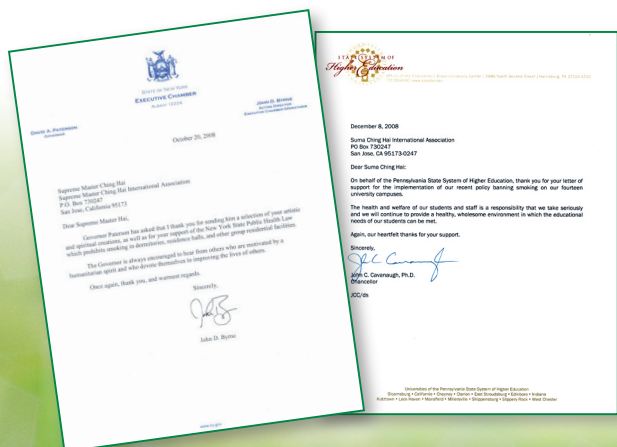 STATE OF NEW YORK
EXECUTIVE CHAMBER
ALBANY 12224
DAVID A. PATERSON
GOVERNOR
JOHN D. BYRNE
ACTING DIRECTOR
EXECUTIVE CHAMBER
October 20, 2008
Supreme Master Ching Hai
Supreme Master Ching Hai International Association
P.O. Box 730247
San Jose, California 95173
Dear Supreme Master Hai,
Governor Paterson has asked that I thank you for sending him a selection of your artistic
and spiritual creations, as well as for your support of the New York State Public Health Law
which prohibits smoking in dormitories, residence halls, and other group residential facilities.
The Governor is always encouraged to hear from others who are motivated by a
humanitarian spirit and who devote themselves to improving the lives of others.
Once again, thank you, and warmest regards.
Sincerely,
John D. Byrne
www.ny.gov
STATE SYSTEM OF
Higher Education
December 8, 2008
Suma Ching Hai International Association
PO Box 730247
San Jose, CA 95173-0247
Dear Suma Ching Hai:
On behalf of the Pennsylvania State System of Higher Education, thank you for your letter of
support for the implementation of our recent policy banning smoking on our fourteen
university campuses.
The health and welfare of our students and staff is a responsibility that we take seriously
and we will continue to provide a healthy, wholesome environment in which the educational
needs of our students can be met.
Again, our heartfelt thanks for your support.
Sincerely,
John C. Cavanaugh, Ph.D.
Chancellor
JCC/ds
Universities of the Pennsylvania State System of Higher Education
Bloomsburg • California • Cheyney • Clarion • East Stroudsburg • Edinboro • Indiana
Kutztown • Lock Haven • Mansfield • Millersville • Shippensburg • Slippery Rock • West Chester